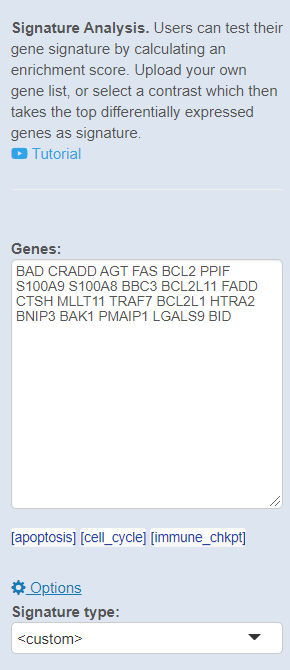 Signature Analysis. Users can test their
gene signature by calculating an
enrichment score. Upload your own
gene list, or select a contrast which then
takes the top differentially expressed
genes as signature.
Tutorial
Genes:
BAD CRADD AGT FAS BCL2 PPIF
S100A9 S100A8 BBC3 BCL2L11 FADD
CTSH MLLT11 TRAF7 BCL2L1 HTRA2
BNIP3 BAK1 PMAIP1 LGALS9 BID
[apoptosis] [cell_cycle] [immune_chkpt]
Options
Signature type:
<custom>